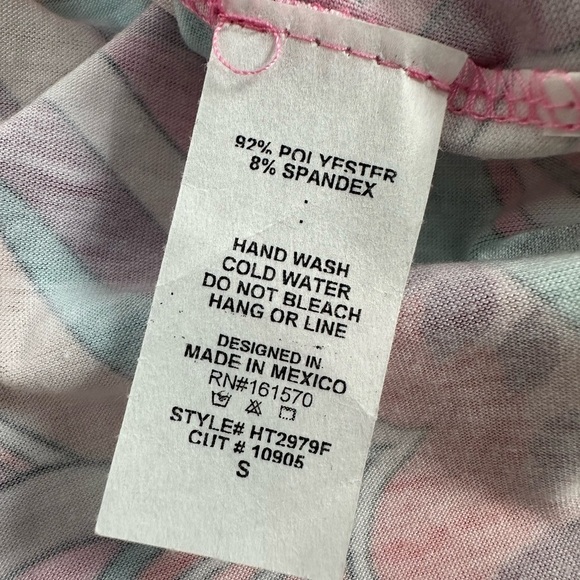 92% POLYESTER
8% SPANDEX
HAND WASH
COLD WATER
DO NOT BLEACH
HANG OR LINE
DESIGNED IN
MADE IN MEXICO
RN#161570
STYLE# HT2979F
CUT # 10905
S